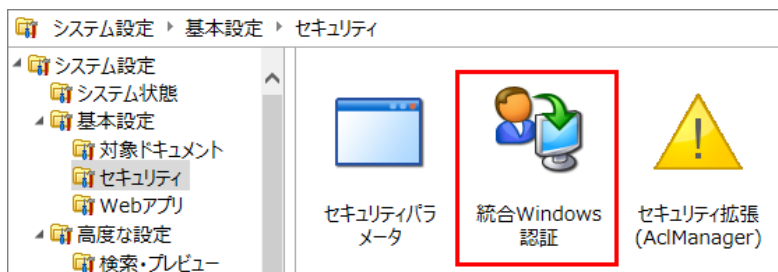 システム設定 基本設定 セキュリティ
システム設定
システム状態
基本設定
対象ドキュメント
セキュリティ
Webアプリ
高度な設定
検索・プレビュー
セキュリティパラ
メータ
統合Windows
認証
セキュリティ拡張
(AclManager)